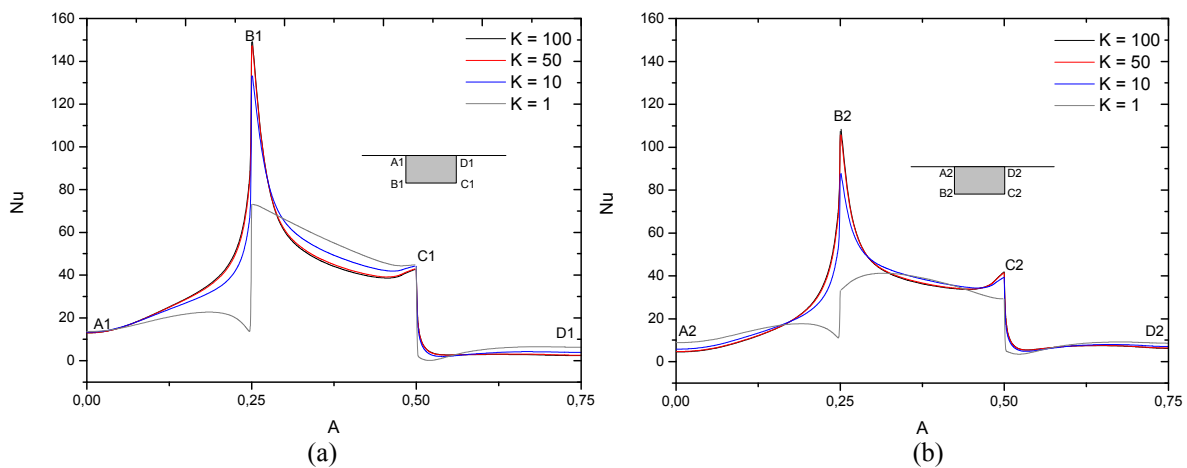 160
140
120
100
80
60
40
20
0
Nu
0,00
0,25
0,50
0,75
A
B1
A1
C1
D1
K = 100
K = 50
K = 10
K = 1
A1 D1
B1 C1
(a)
160
140
120
100
80
60
40
20
0
Nu
0,00
0,25
0,50
0,75
A
B2
A2
C2
D2
K = 100
K = 50
K = 10
K = 1
A2 D2
B2 C2
(b)